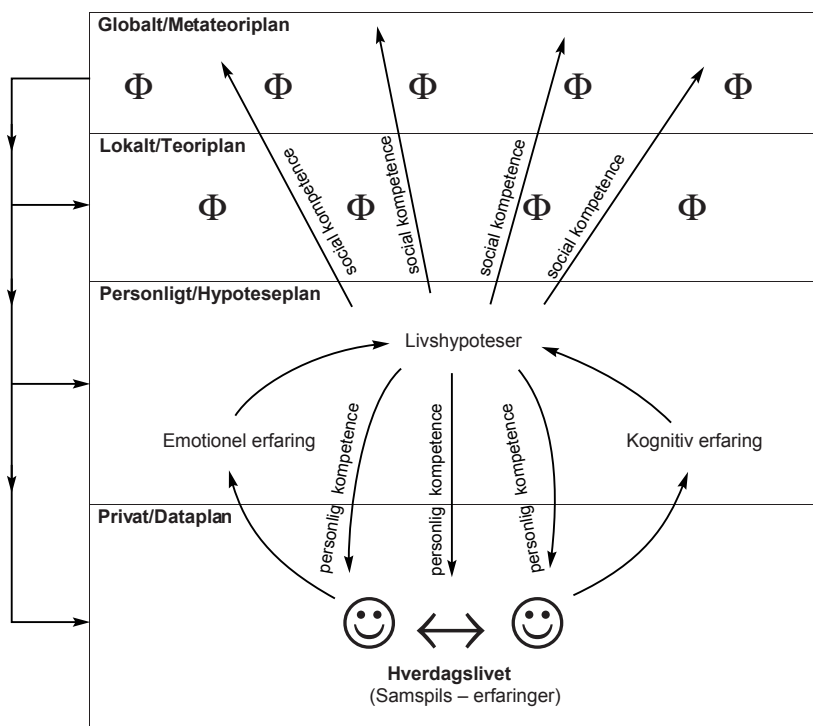 Globalt/Metateoriplan
Φ Φ Φ Φ Φ
Lokalt/Teoriplan
social kompetence
social kompetence
social kompetence
social kompetence
Φ Φ Φ Φ
Personligt/Hypoteseplan
Livshypoteser
Emotionel erfaring
Kognitiv erfaring
personlig kompetence
personlig kompetence
personlig kompetence
Privat/Dataplan
Hverdagslivet
(Samspils – erfaringer)